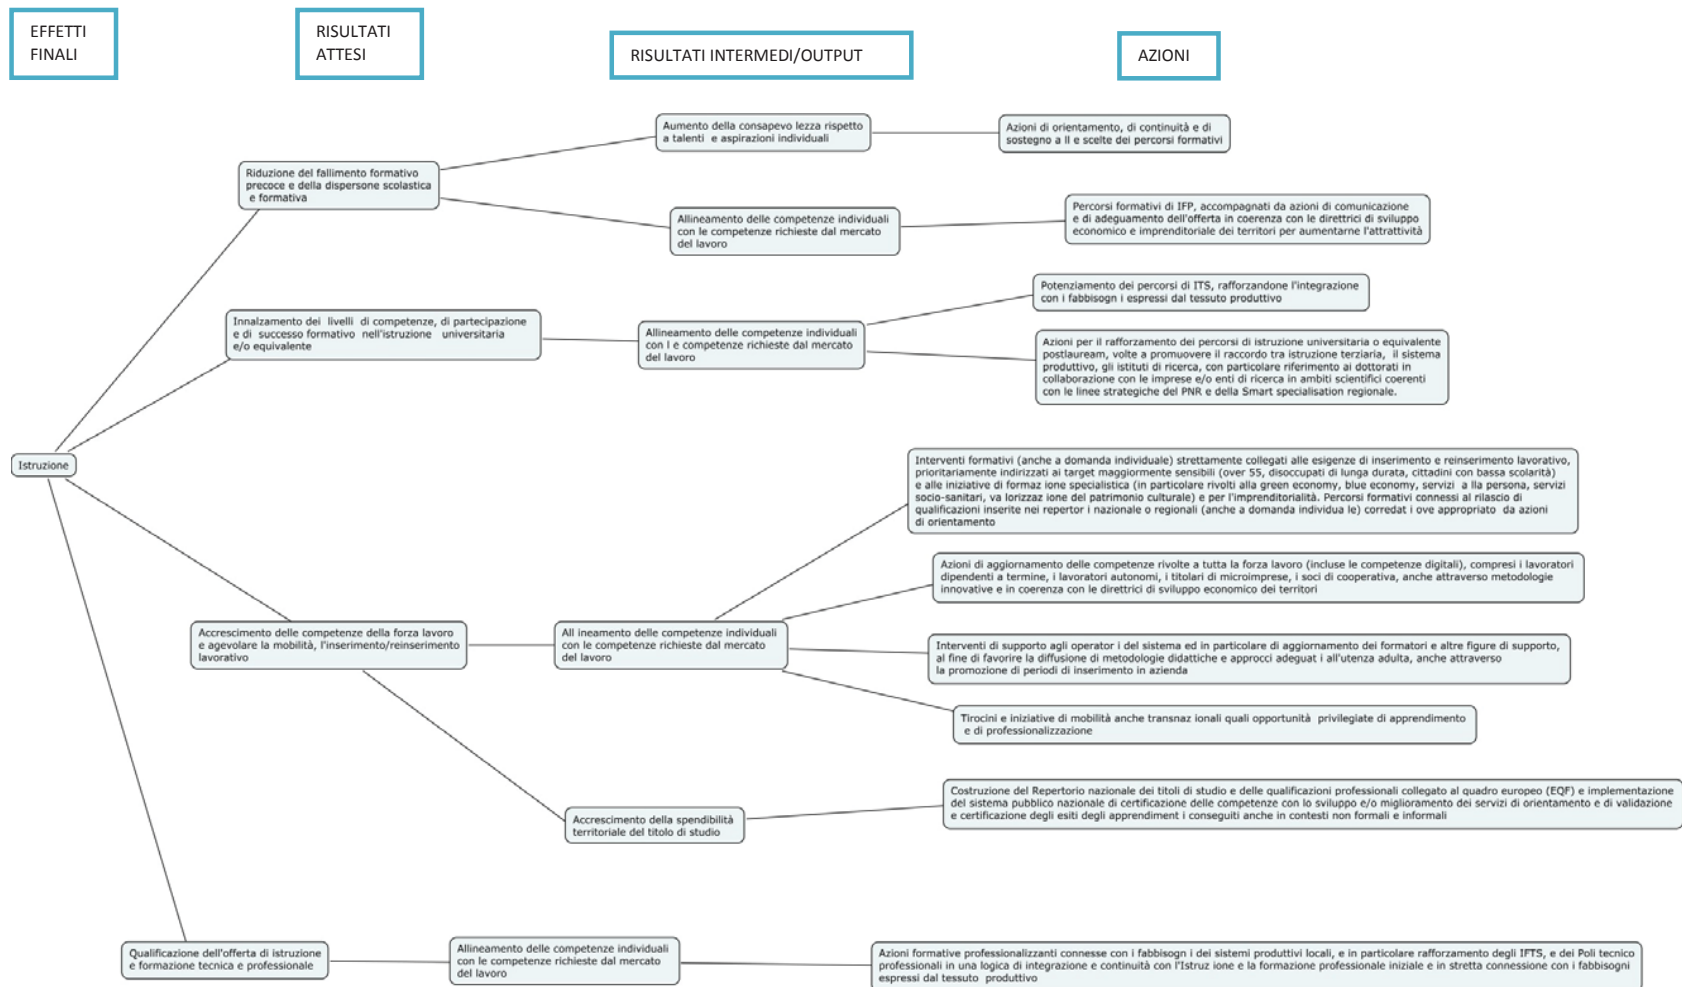 EFFETTI
FINALI
RISULTATI
ATTESI
RISULTATI INTERMEDI/OUTPUT
AZIONI
Aumento della consapevo lezza rispetto
a talenti e aspirazioni individuali
Azioni di orientamento, di continuità e di
sostegno a ll e scelte dei percorsi formativi
Riduzione del fallimento formativo
precoce e della dispersone scolastica
e formativa
Allineamento delle competenze individuali
con le competenze richieste dal mercato
del lavoro
Percorsi formativi di IFP, accompagnati da azioni di comunicazione
e di adeguamento dell'offerta in coerenza con le direttrici di sviluppo
economico e imprenditoriale dei territori per aumentarne l'attrattività
Potenziamento dei percorsi di ITS, rafforzandone l'integrazione
con i fabbisogn i espressi dal tessuto produttivo
Innalzamento dei livelli di competenze, di partecipazione
e di successo formativo nell'istruzione universitaria
e/o equivalente
Allineamento delle competenze individuali
con l e competenze richieste dal mercato
del lavoro
Azioni per il rafforzamento dei percorsi di istruzione universitaria o equivalente
postlauream, volte a promuovere il raccordo tra istruzione terziaria, il sistema
produttivo, gli istituti di ricerca, con particolare riferimento ai dottorati in
collaborazione con le imprese e/o enti di ricerca in ambiti scientifici coerenti
con le linee strategiche del PNR e della Smart specialisation regionale.
Istruzione
Interventi formativi (anche a domanda individuale) strettamente collegati alle esigenze di inserimento e reinserimento lavorativo,
prioritariamente indirizzati ai target maggiormente sensibili (over 55, disoccupati di lunga durata, cittadini con bassa scolarità)
e alle iniziative di formaz ione specialistica (in particolare rivolti alla green economy, blue economy, servizi a lla persona, servizi
socio-sanitari, va lorizzaz ione del patrimonio culturale) e per l'imprenditorialità. Percorsi formativi connessi al rilascio di
qualificazioni inserite nei repertor i nazionale o regionali (anche a domanda individua le) corredat i ove appropriato da azioni
di orientamento
Azioni di aggiornamento delle competenze rivolte a tutta la forza lavoro (incluse le competenze digitali), compresi i lavoratori
dipendenti a termine, i lavoratori autonomi, i titolari di microimprese, i soci di cooperativa, anche attraverso metodologie
innovative e in coerenza con le direttrici di sviluppo economico dei territori
Accrescimento delle competenze della forza lavoro
e agevolare la mobilità, l'inserimento/reinserimento
lavorativo
All ineamento delle competenze individuali
con le competenze richieste dal mercato
del lavoro
Interventi di supporto agli operator i del sistema ed in particolare di aggiornamento dei formatori e altre figure di supporto,
al fine di favorire la diffusione di metodologie didattiche e approcci adeguat i all'utenza adulta, anche attraverso
la promozione di periodi di inserimento in azienda
Tirocini e iniziative di mobilità anche transnaz ionali quali opportunità privilegiate di apprendimento
e di professionalizzazione
Accrescimento della spendibilità
territoriale del titolo di studio
Costruzione del Repertorio nazionale dei titoli di studio e delle qualificazioni professionali collegato al quadro europeo (EQF) e implementazione
del sistema pubblico nazionale di certificazione delle competenze con lo sviluppo e/o miglioramento dei servizi di orientamento e di validazione
e certificazione degli esiti degli apprendiment i conseguiti anche in contesti non formali e informali
Qualificazione dell'offerta di istruzione
e formazione tecnica e professionale
Allineamento delle competenze individuali
con le competenze richieste dal mercato
del lavoro
Azioni formative professionalizzanti connesse con i fabbisogn i dei sistemi produttivi locali, e in particolare rafforzamento degli IFTS, e dei Poli tecnico
professionali in una logica di integrazione e continuità con l'Istruz ione e la formazione professionale iniziale e in stretta connessione con i fabbisogni
espressi dal tessuto produttivo